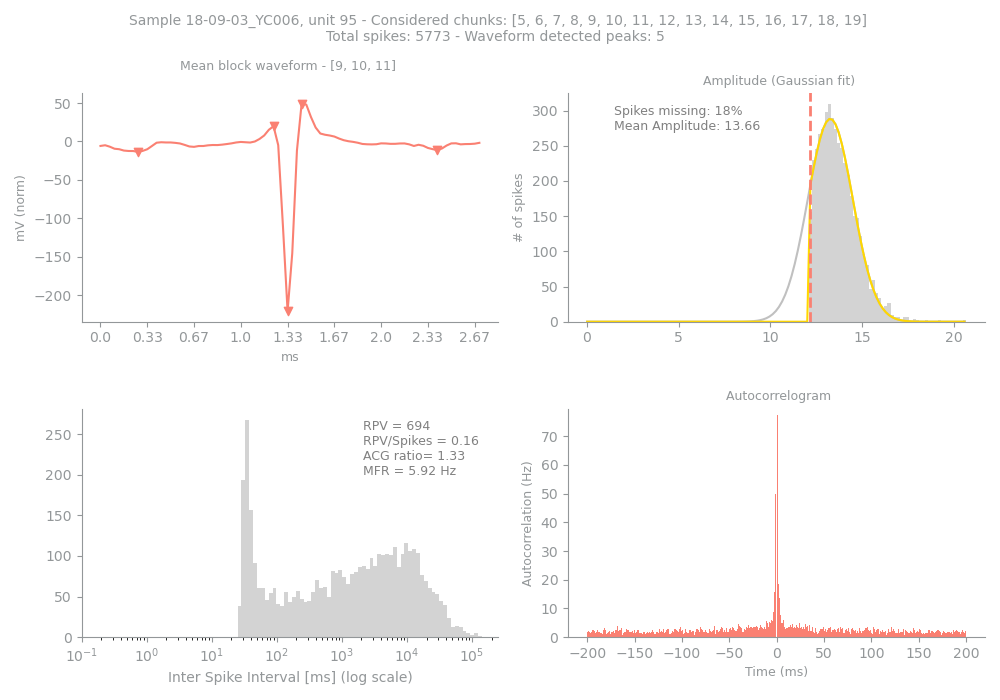 Sample 18-09-03_YC006, unit 95 - Considered chunks: [5, 6, 7, 8, 9, 10, 11, 12, 13, 14, 15, 16, 17, 18, 19]
Total spikes: 5773 - Waveform detected peaks: 5
Mean block waveform - [9, 10, 11]
mV (norm)
50
0
−50
−100
−150
−200
0.0 0.33 0.67 1.0 1.33 1.67 2.0 2.33 2.67
ms
Amplitude (Gaussian fit)
Spikes missing: 18%
Mean Amplitude: 13.66
# of spikes
300
250
200
150
100
50
0
0 5 10 15 20
RPV = 694
RPV/Spikes = 0.16
ACG ratio= 1.33
MFR = 5.92 Hz
250
200
150
100
50
0
10⁻¹ 10⁰ 10¹ 10² 10³ 10⁴ 10⁵
Inter Spike Interval [ms] (log scale)
Autocorrelogram
Autocorrelation (Hz)
70
60
50
40
30
20
10
0
−200 −150 −100 −50 0 50 100 150 200
Time (ms)